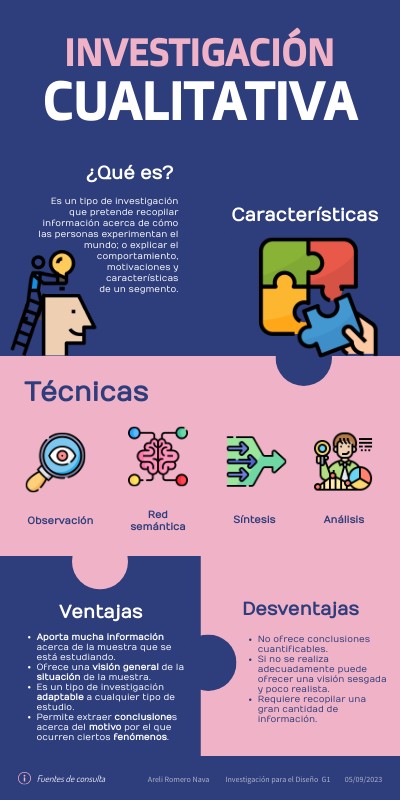 INVESTIGACIÓN
CUALITATIVA
¿Qué es?
Es un tipo de investigación
que pretende recopilar
información acerca de cómo
las personas experimentan el
mundo; o explicar el
comportamiento,
motivaciones y
características
de un segmento.
Características
Técnicas
Observación
Red
semántica
Síntesis
Análisis
Ventajas
• Aporta mucha información
acerca de la muestra que se
está estudiando.
• Ofrece una visión general de la
situación de la muestra.
• Es un tipo de investigación
adaptable a cualquier tipo de
estudio.
• Permite extraer conclusiones
acerca del motivo por el que
ocurren ciertos fenómenos.
Desventajas
• No ofrece conclusiones
cuantificables.
• Si no se realiza
adecuadamente puede
ofrecer una visión sesgada
y poco realista.
• Requiere recopilar una
gran cantidad de
información.
Fuentes de consulta
Areli Romero Nava
Investigación para el Diseño G1
05/09/2023